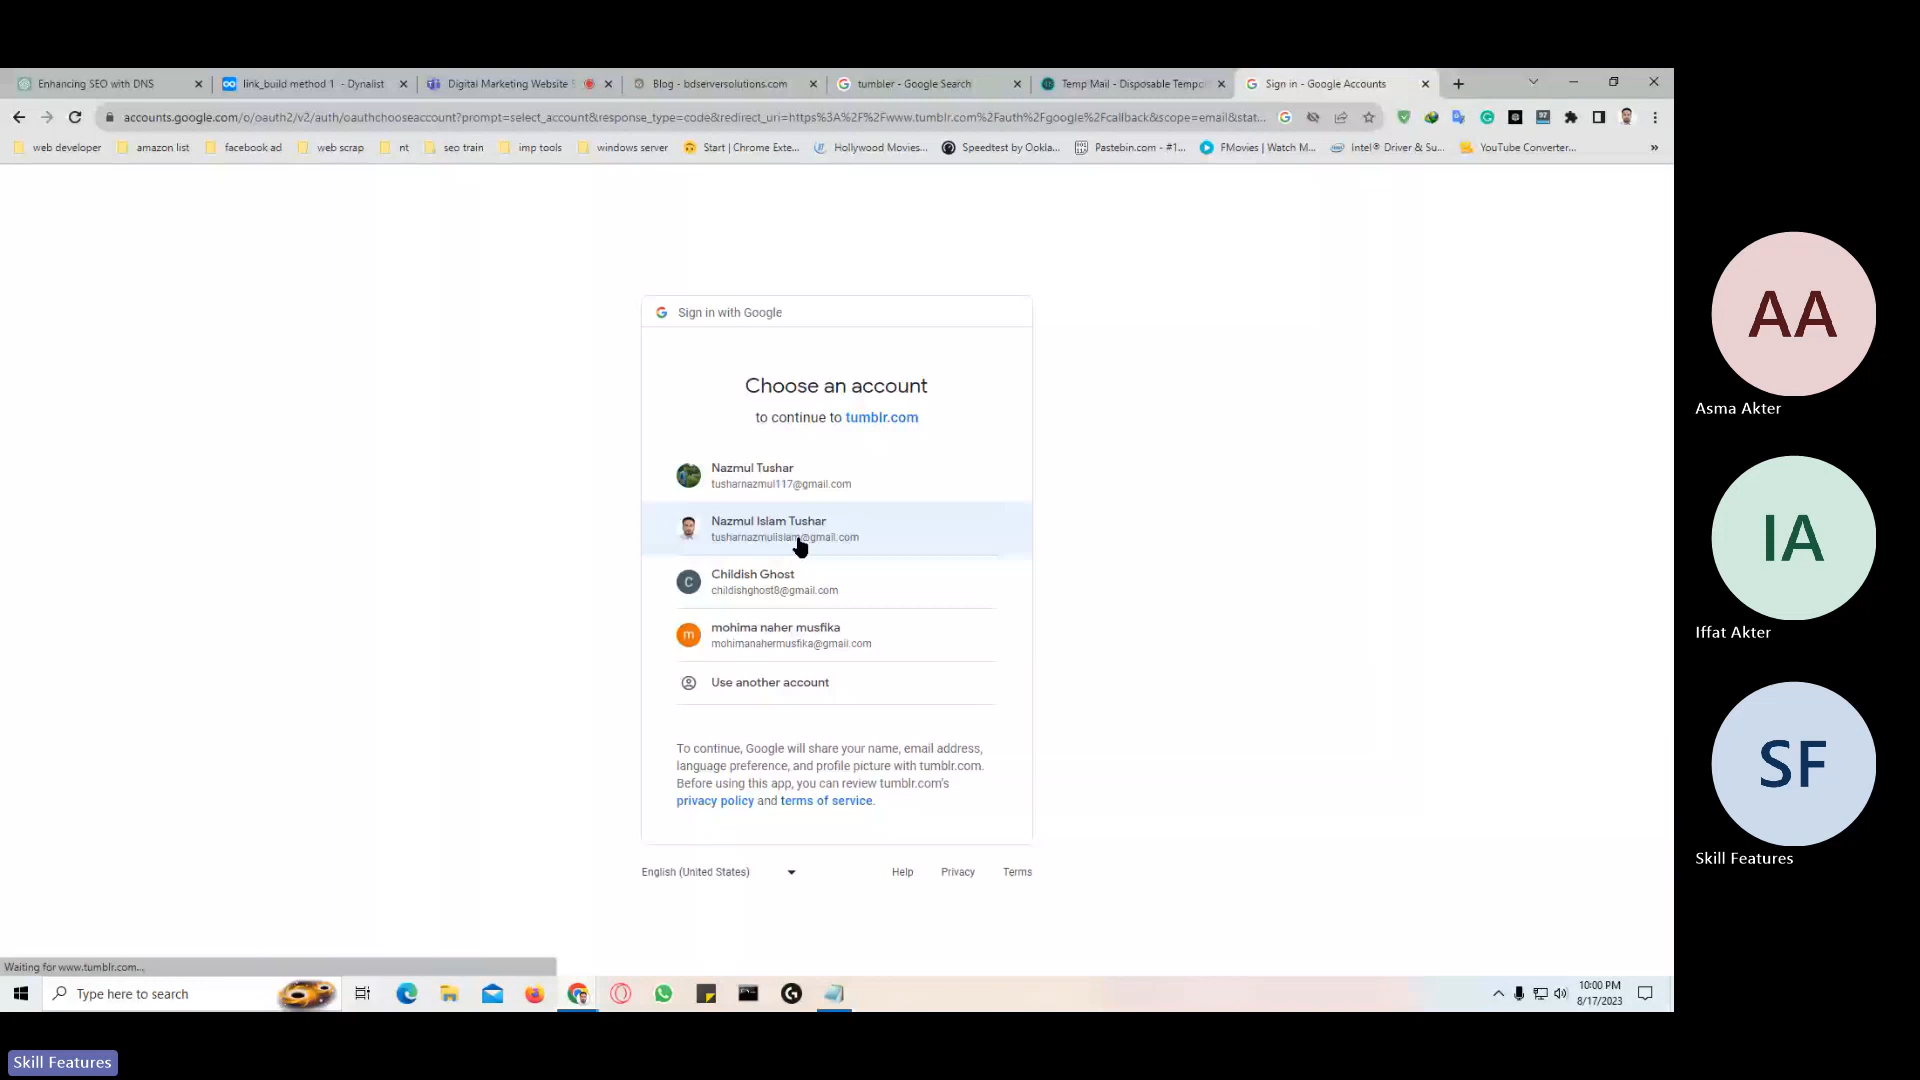 Enhancing SEO with DNS
link_build method 1 - Dynalist
Digital Marketing Website
Blog - bdserversolutions.com
tumbler - Google Search
Temp Mail - Disposable Tempo
Sign in - Google Accounts
accounts.google.com/o/oauth2/v2/auth/oauthchooseaccount?prompt=select_account&response_type=code&redirect_uri=https%3A%2F%2Fwww.tumblr.com%2Fauth%2Fgoogle%2Fcallback&scope=email&stat...
web developer
amazon list
facebook ad
web scrap
nt
seo train
imp tools
windows server
Start | Chrome Exte...
Hollywood Movies...
Speedtest by Ookla...
Pastebin.com - #1...
FMovies | Watch M...
Intel® Driver & Su...
YouTube Converter...
»
Sign in with Google
Choose an account
to continue to tumblr.com
Nazmul Tushar
tusharnazmul117@gmail.com
Nazmul Islam Tushar
tusharnazmulislam@gmail.com
C
Childish Ghost
childishghost8@gmail.com
m
mohima naher musfika
mohimanahermusfika@gmail.com
Use another account
To continue, Google will share your name, email address,
language preference, and profile picture with tumblr.com.
Before using this app, you can review tumblr.com's
privacy policy and terms of service.
English (United States)
Help
Privacy
Terms
Waiting for www.tumblr.com...
Type here to search
10:00 PM
8/17/2023
AA
Asma Akter
IA
Iffat Akter
SF
Skill Features
Skill Features